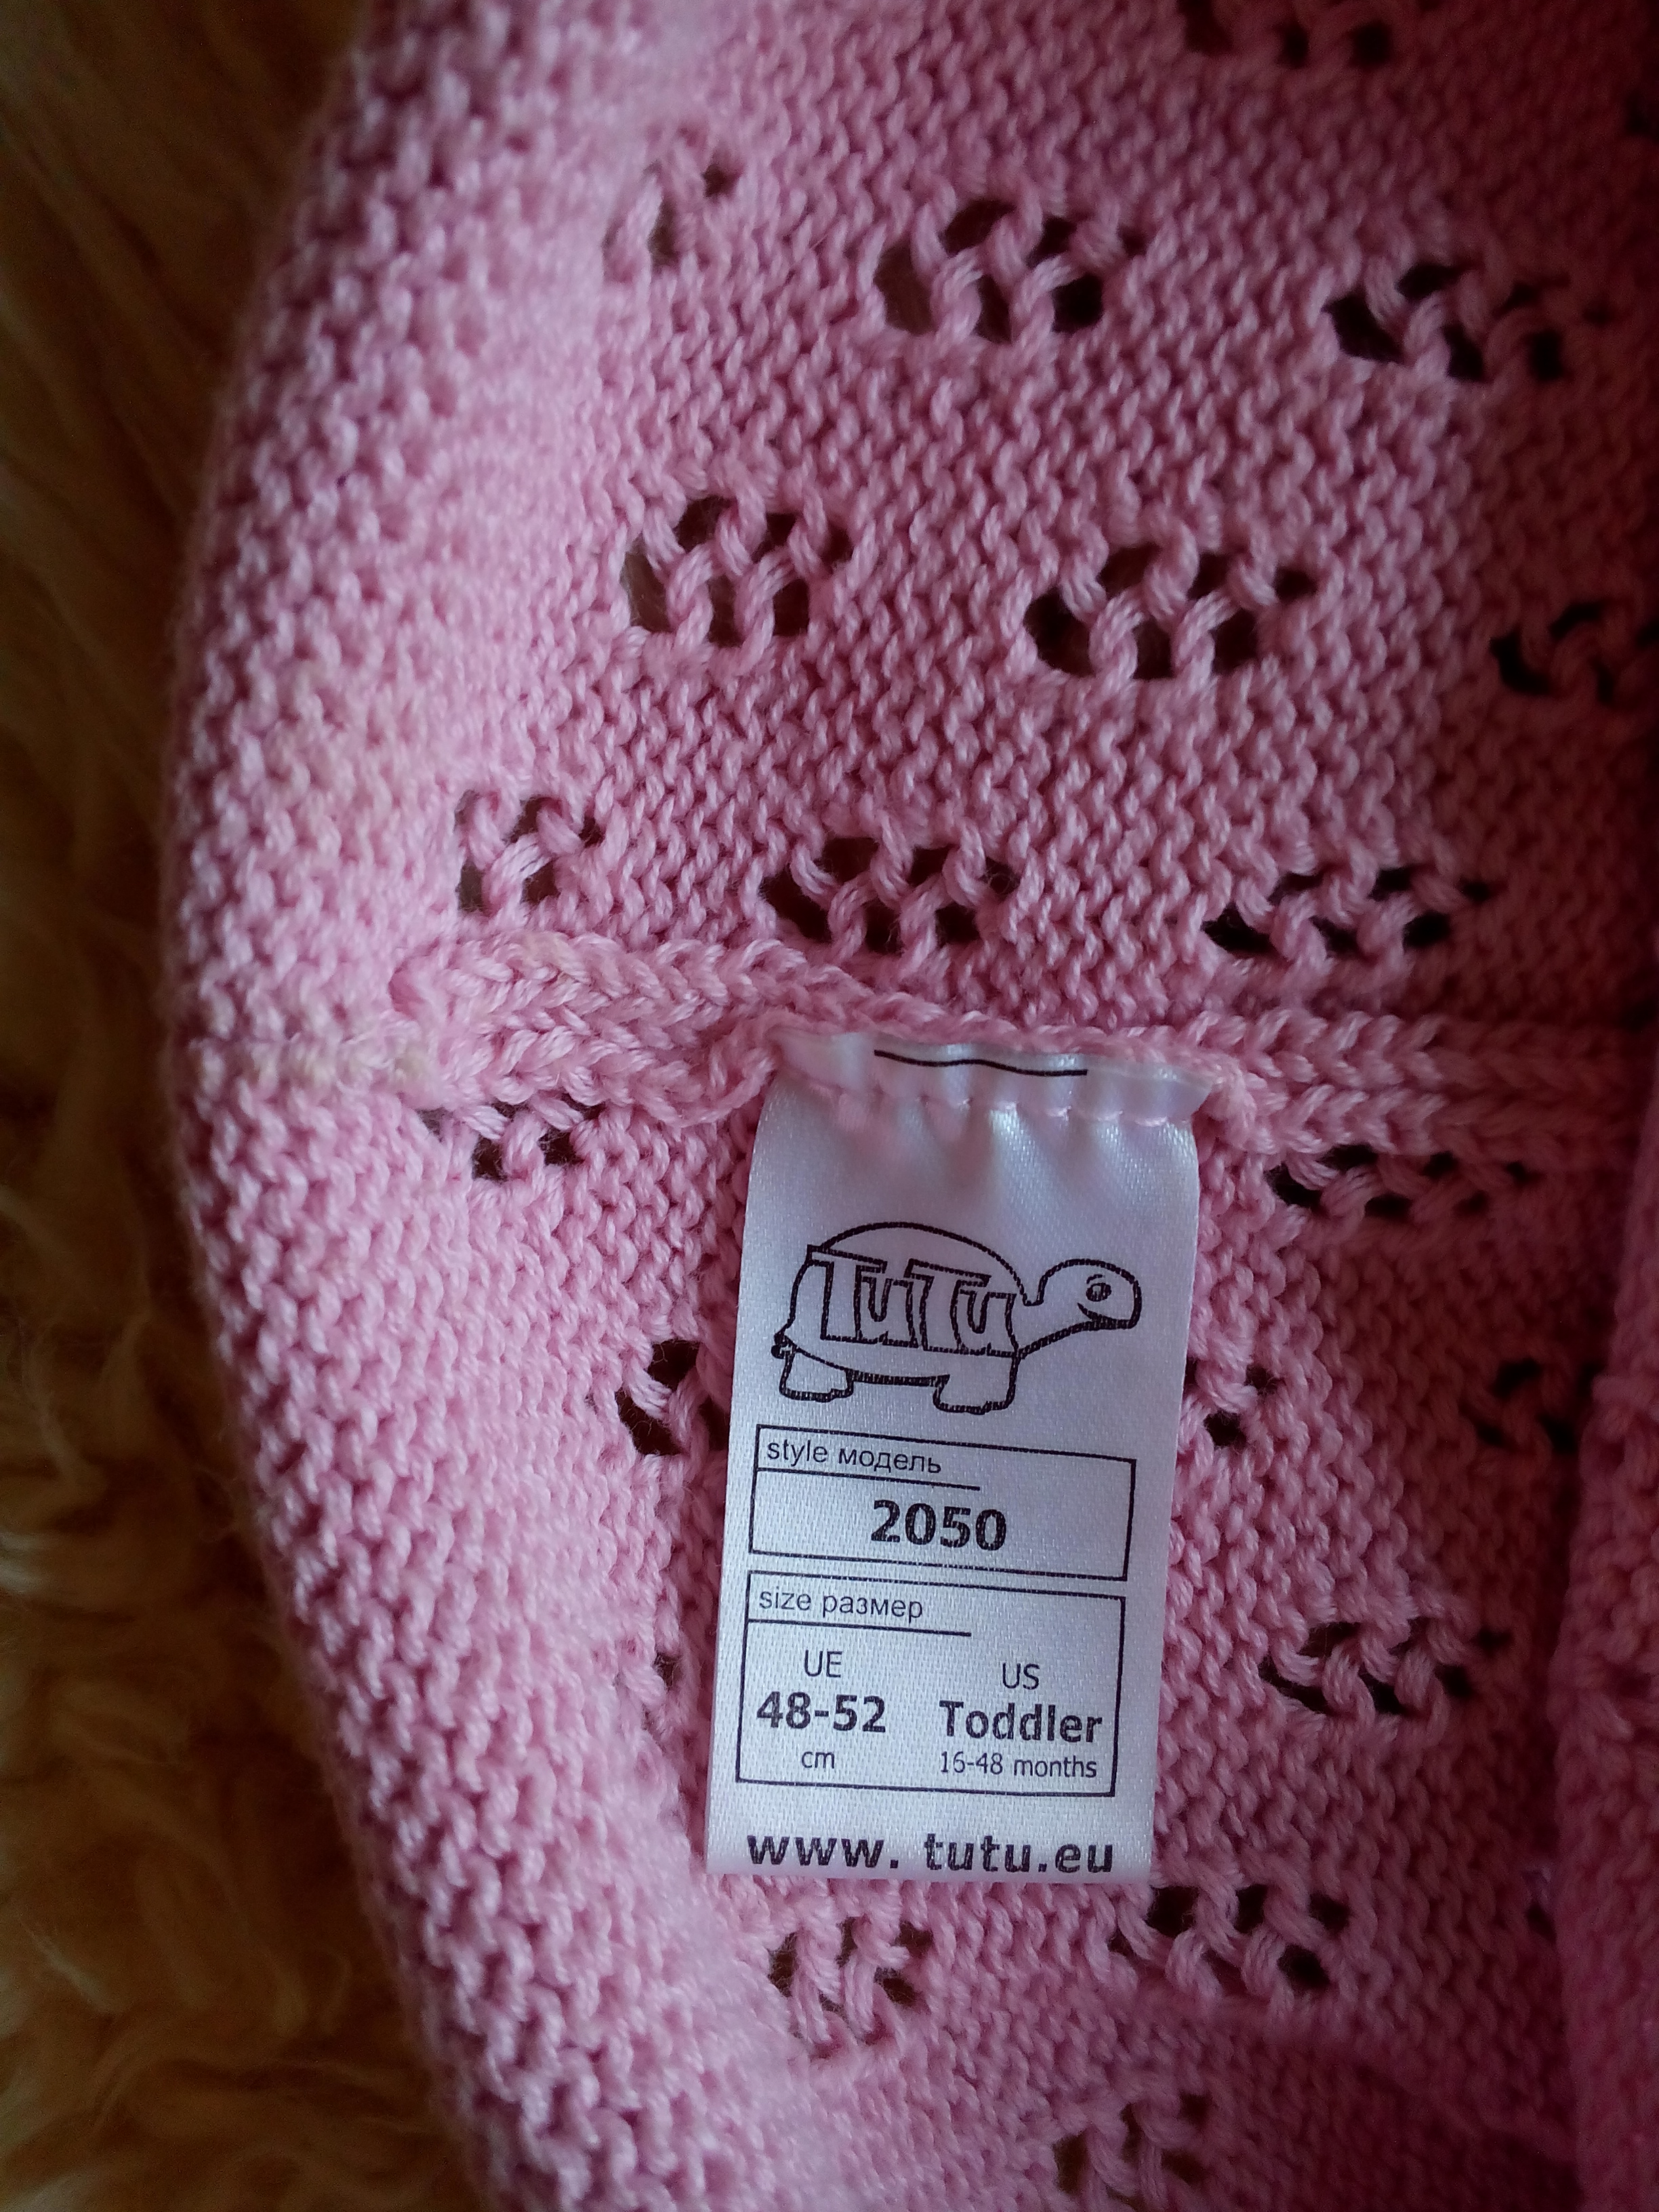 TuTu
style модель
2050
size размер
UE US
48-52 Toddler
cm 16-48 months
www. tutu.eu